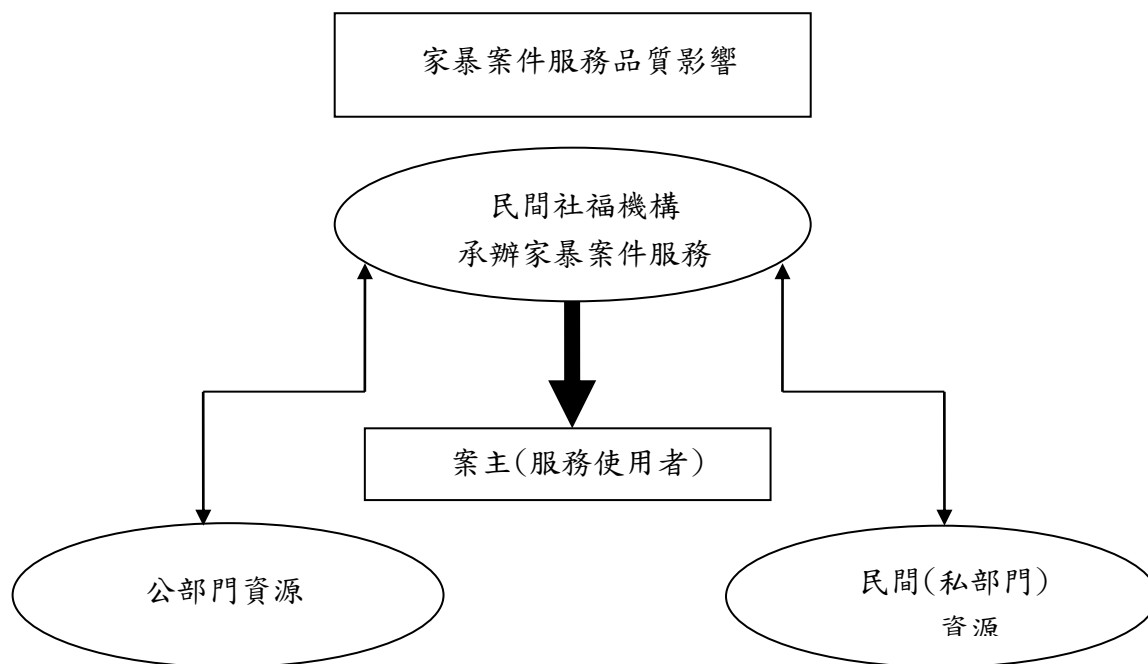 家暴案件服務品質影響
民間社福機構
承辦家暴案件服務
案主(服務使用者)
公部門資源
民間(私部門)
資源